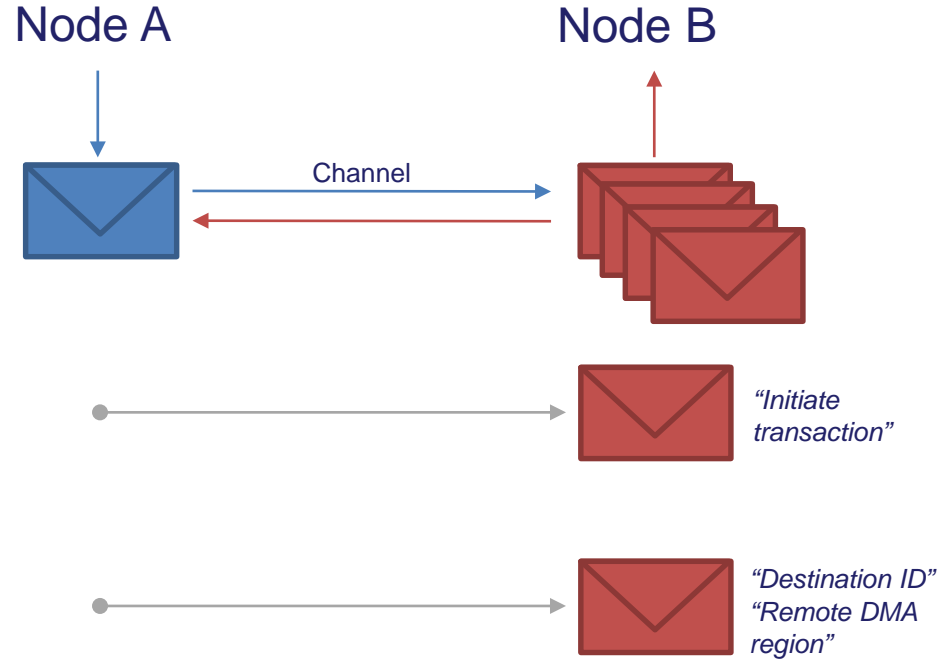 Node A
Node B
Channel
“Initiate
transaction”
“Destination ID”
“Remote DMA
region”